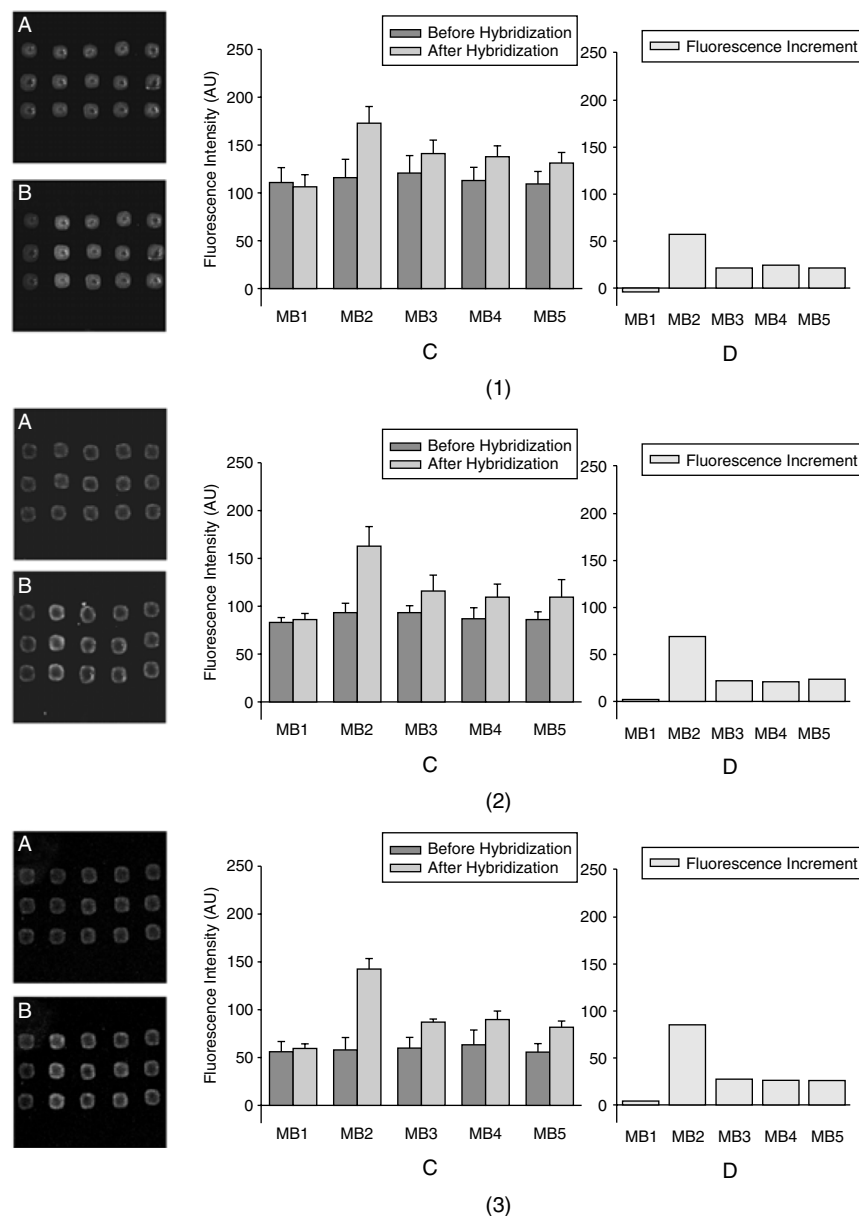 A
B
Before Hybridization
After Hybridization
Fluorescence Intensity (AU)
250
200
150
100
50
0
MB1 MB2 MB3 MB4 MB5
C
Fluorescence Increment
250
200
150
100
50
0
MB1 MB2 MB3 MB4 MB5
D
(1)
A
B
Before Hybridization
After Hybridization
Fluorescence Intensity (AU)
250
200
150
100
50
0
MB1 MB2 MB3 MB4 MB5
C
Fluorescence Increment
250
200
150
100
50
0
MB1 MB2 MB3 MB4 MB5
D
(2)
A
B
Before Hybridization
After Hybridization
Fluorescence Intensity (AU)
250
200
150
100
50
0
MB1 MB2 MB3 MB4 MB5
C
Fluorescence Increment
250
200
150
100
50
0
MB1 MB2 MB3 MB4 MB5
D
(3)